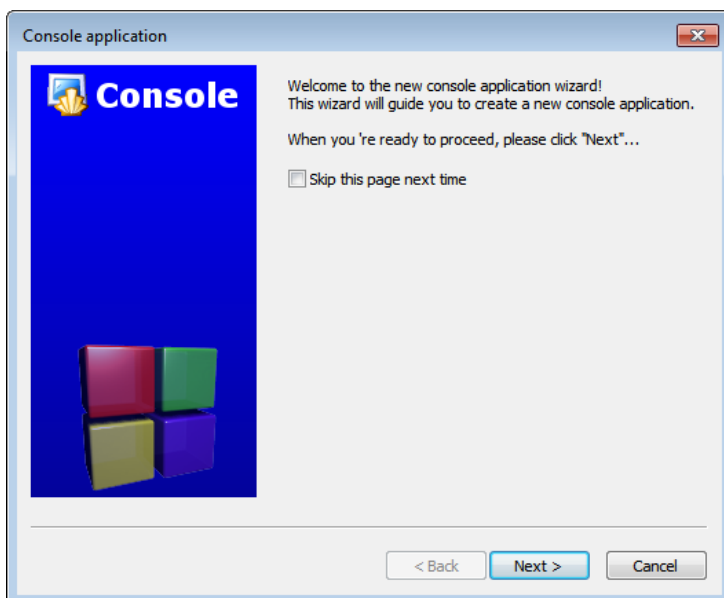 Console application
Console
Welcome to the new console application wizard!
This wizard will guide you to create a new console application.
When you 're ready to proceed, please click "Next"...
Skip this page next time
< Back
Next >
Cancel